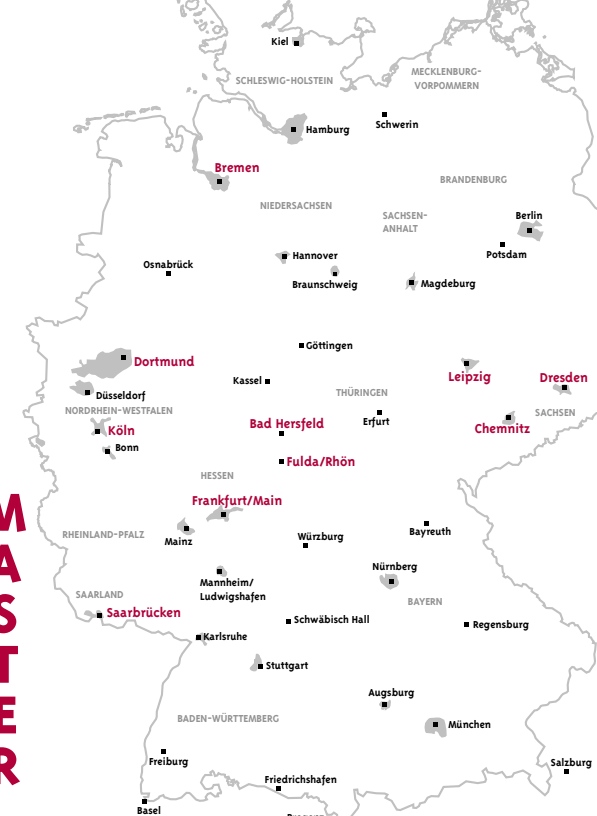 Kiel
SCHLESWIG-HOLSTEIN
MECKLENBURG-
VORPOMMERN
Hamburg
Schwerin
Bremen
BRANDENBURG
NIEDERSACHSEN
SACHSEN-
ANHALT
Berlin
Potsdam
Osnabrück
Hannover
Braunschweig
Magdeburg
Göttingen
Dortmund
Kassel
Leipzig
Dresden
Düsseldorf
THÜRINGEN
NORDRHEIN-WESTFALEN
Erfurt
SACHSEN
Köln
Bad Hersfeld
Chemnitz
Bonn
Fulda/Rhön
HESSEN
Frankfurt/Main
Mainz
Würzburg
Bayreuth
RHEINLAND-PFALZ
Nürnberg
Mannheim/
Ludwigshafen
SAARLAND
BAYERN
Saarbrücken
Schwäbisch Hall
Regensburg
Karlsruhe
Stuttgart
Augsburg
BADEN-WÜRTTEMBERG
München
Freiburg
Salzburg
Friedrichshafen
Basel
M
A
S
T
E
R